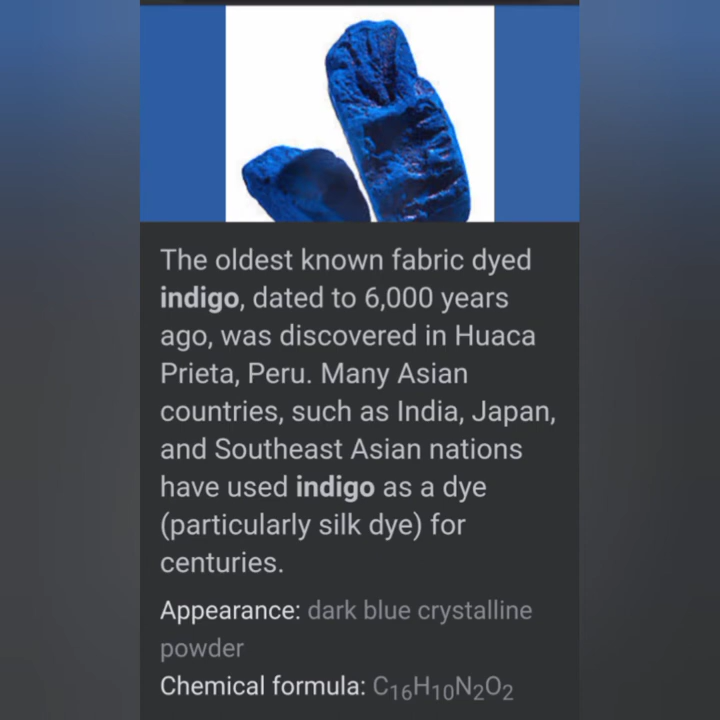 The oldest known fabric dyed
indigo, dated to 6,000 years
ago, was discovered in Huaca
Prieta, Peru. Many Asian
countries, such as India, Japan,
and Southeast Asian nations
have used indigo as a dye
(particularly silk dye) for
centuries.
Appearance: dark blue crystalline
powder
Chemical formula: C₁₆H₁₀N₂O₂